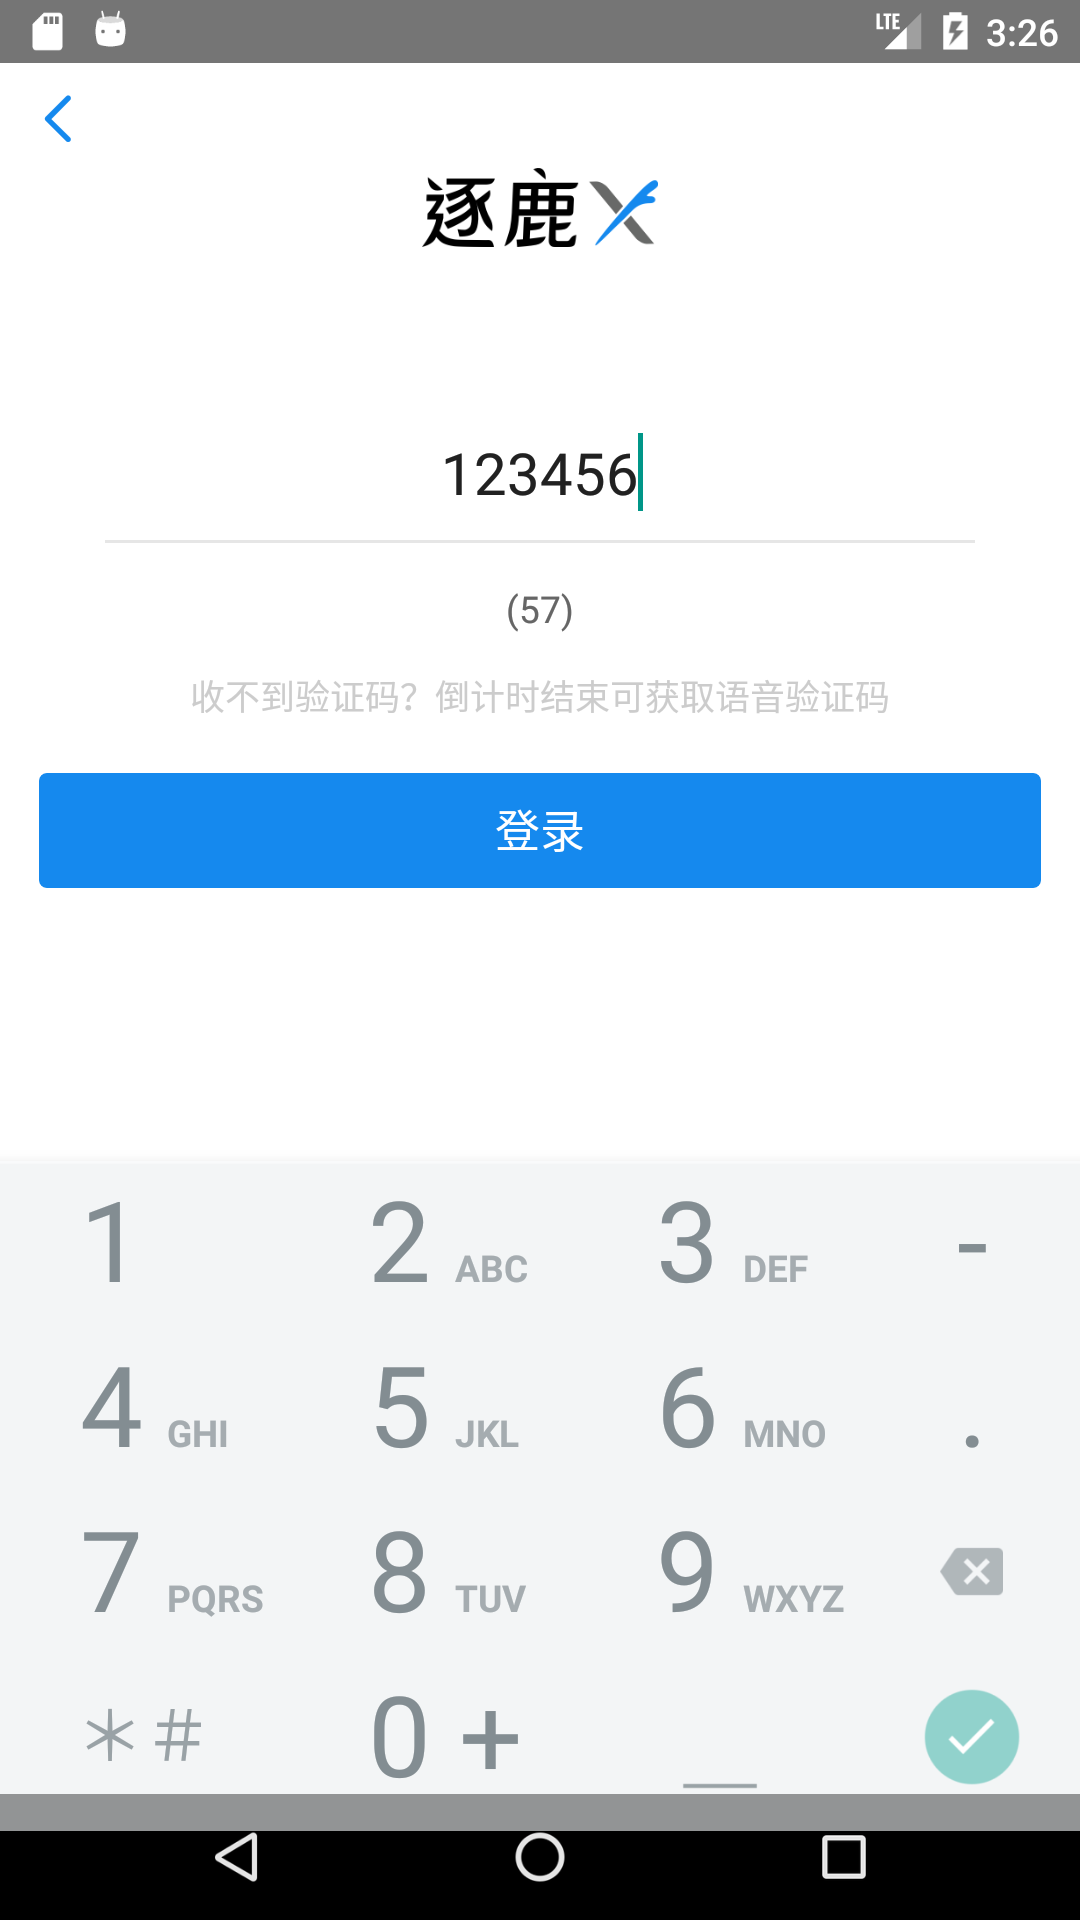 LTE 3:26
逐鹿X
123456
(57)
收不到验证码？倒计时结束可获取语音验证码
登录
1 2 ABC 3 DEF -
4 GHI 5 JKL 6 MNO .
7 PQRS 8 TUV 9 WXYZ
*# 0 + _